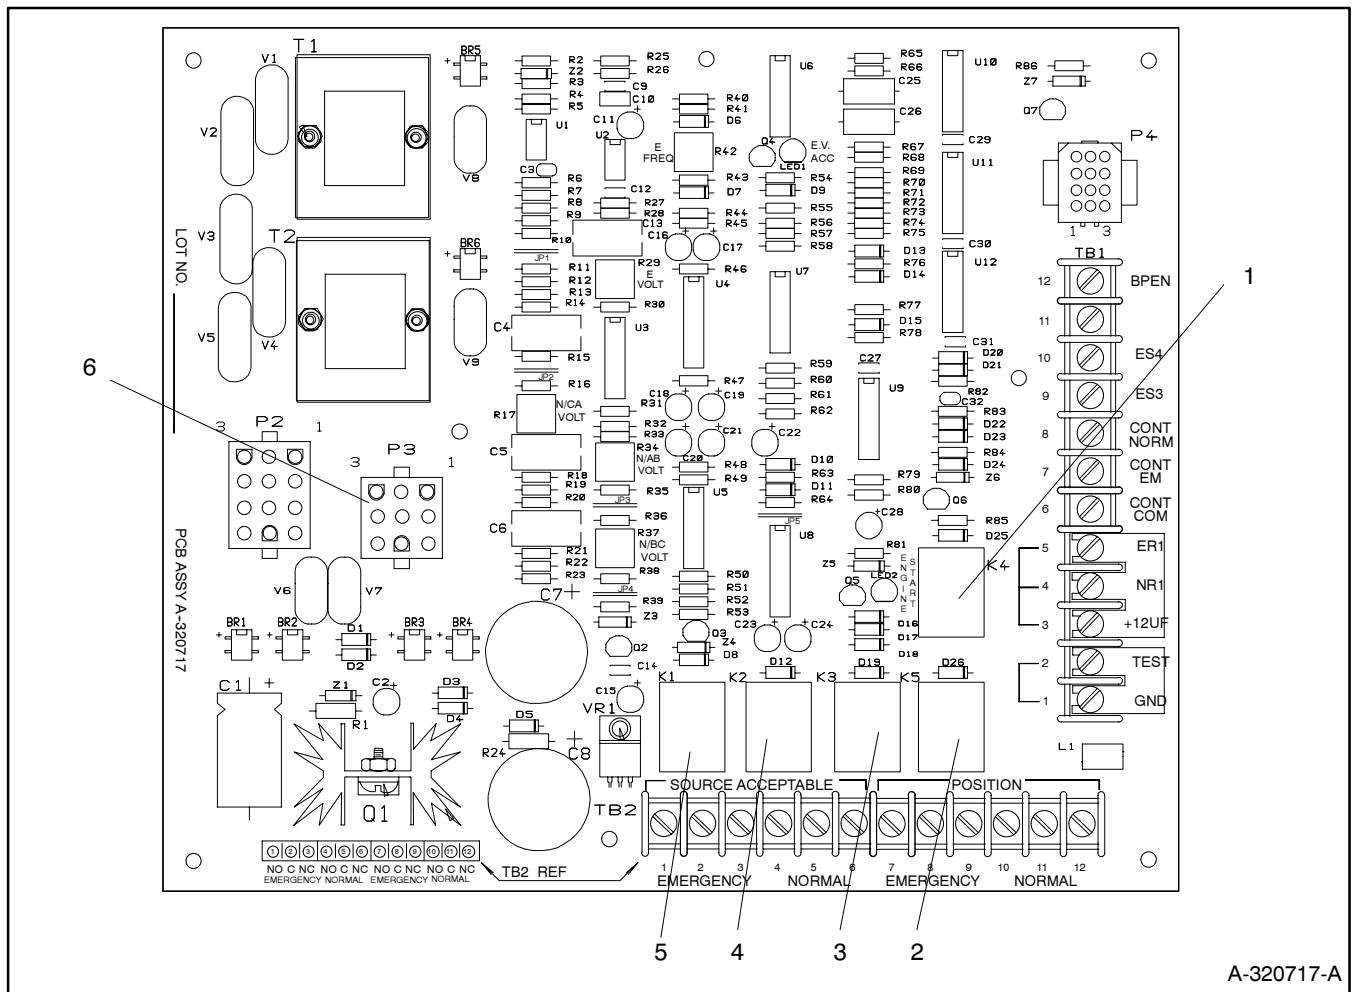 T1
V1
V2
V8
BR5
T2
V3
V4
V5
V9
BR6
LOT NO.
PCB ASSY A-320717
P2
3
1
P3
3
1
6
V6
V7
BR1
BR2
BR3
BR4
D1
D2
C1
Z1
R1
C2
D3
D4
Q1
R2
Z2
R3
R4
R5
U1
C3
R6
R7
R8
R9
R10
JP1
R11
R12
R13
R14
C4
R15
JP2
R16
R17
N/CA
VOLT
C5
R18
R19
R20
C6
R21
R22
R23
C7
D5
R24
C8
R25
R26
C9
C10
C11
U2
C12
R27
R28
C13
R29
E
VOLT
R30
U3
R31
R32
R33
R34
N/AB
VOLT
R35
JP3
R36
R37
N/BC
VOLT
R38
JP4
R39
Z3
Q2
C14
C15
VR1
TB2
R40
R41
D6
E
FREQ
R42
R43
D7
R44
R45
C16
C17
R46
U4
R47
C18
C19
C20
C21
R48
R49
U5
R50
R51
R52
R53
Q3
Z4
D8
K1
U6
Q4
LED1
E.V.
ACC
R54
D9
R55
R56
R57
R58
U7
R59
R60
R61
R62
C22
D10
R63
D11
R64
JP5
U8
C23
C24
D12
K2
R65
R66
C25
C26
R67
R68
R69
R70
R71
R72
R73
R74
R75
D13
R76
D14
R77
D15
R78
C27
U9
R79
R80
C28
R81
Z5
Q5
LED2
ENGINE
START
D16
D17
D18
D19
K3
U10
C29
U11
C30
U12
C31
D20
D21
R82
C32
R83
D22
D23
R84
D24
Z6
Q6
R85
D25
K4
D26
K5
R86
Z7
Q7
P4
1
3
TB1
12 BPEN
11
10 ES4
9 ES3
8 CONT
NORM
7 CONT
EM
6 CONT
COM
5 ER1
4 NR1
3 +12UF
2 TEST
1 GND
L1
1
SOURCE ACCEPTABLE
POSITION
1 2 3 4 5 6 7 8 9 10 11 12
EMERGENCY NORMAL EMERGENCY NORMAL
1 2 3 4 5 6 7 8 9 10 11 12
NO C NC NO C NC NO C NC NO C NC
EMERGENCY NORMAL EMERGENCY NORMAL
TB2 REF
5
4
3
2
A-320717-A